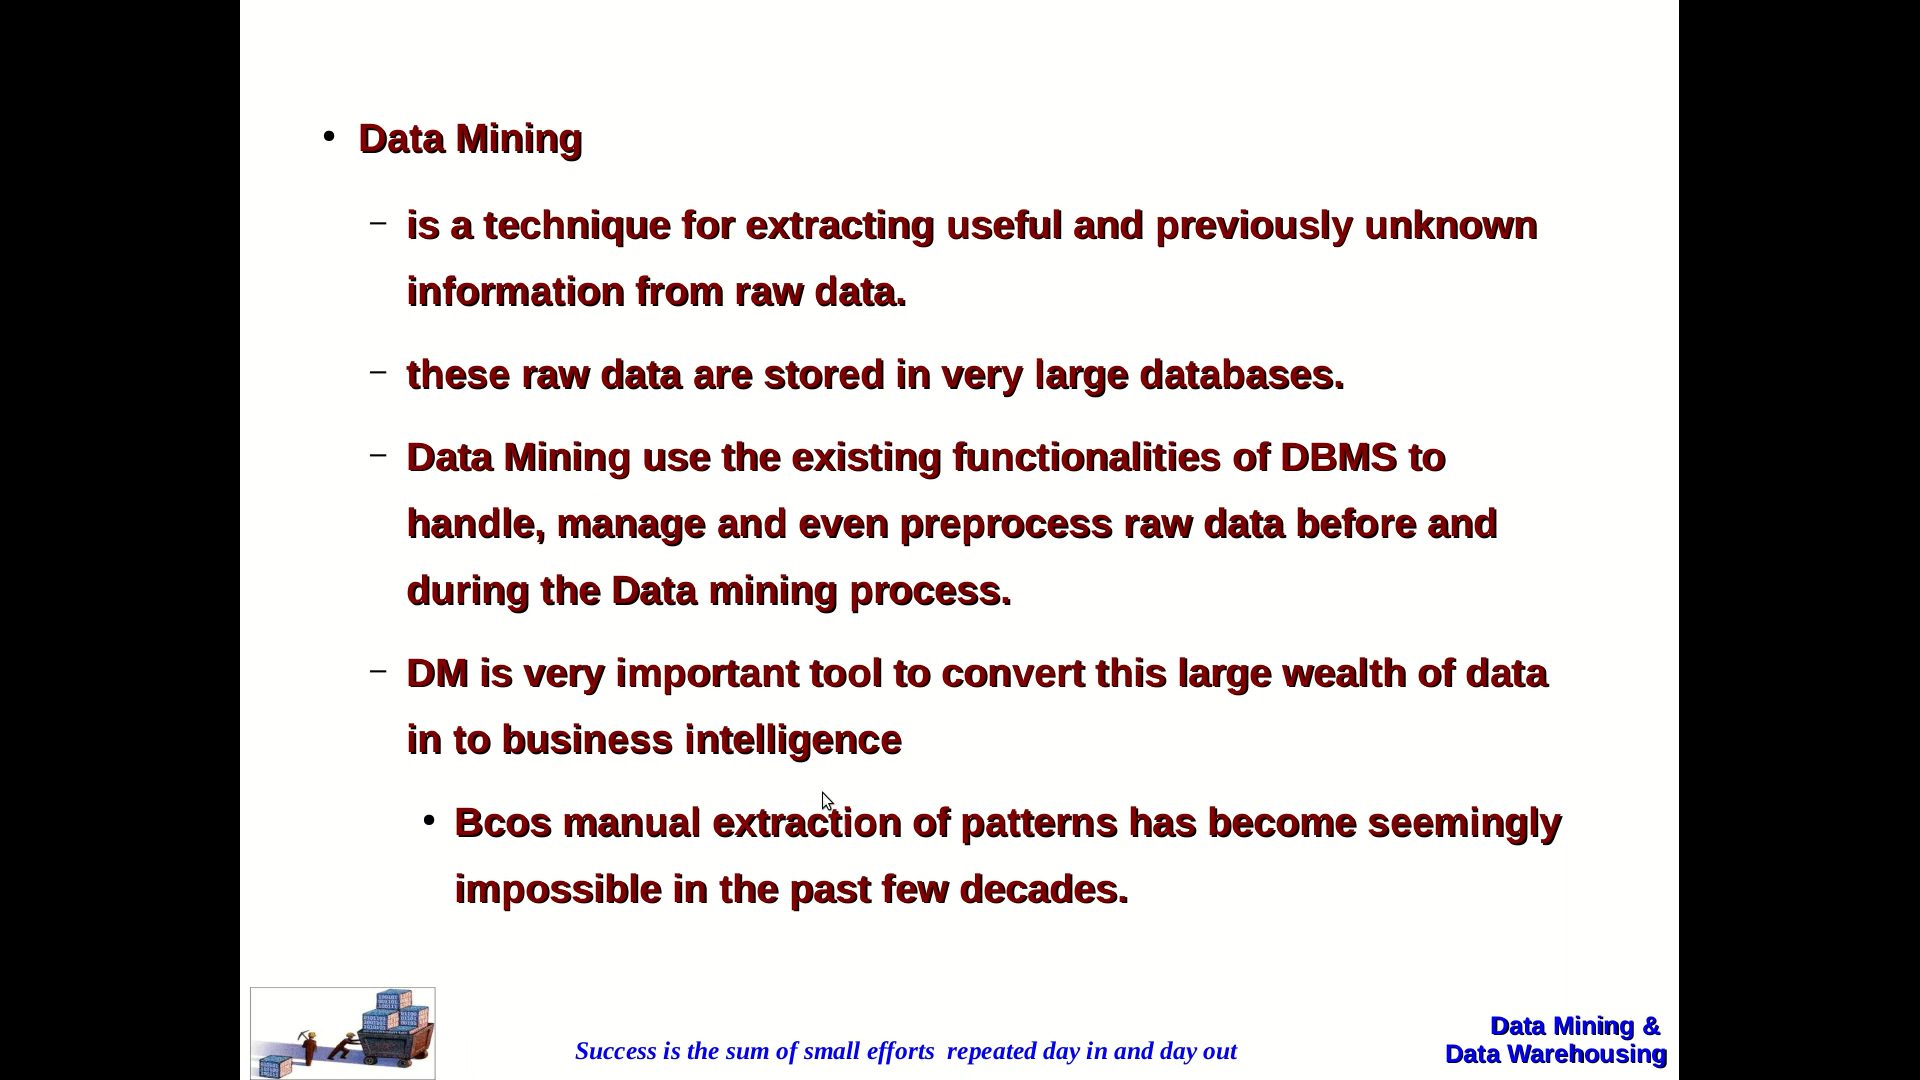 • Data Mining
– is a technique for extracting useful and previously unknown
information from raw data.
– these raw data are stored in very large databases.
– Data Mining use the existing functionalities of DBMS to
handle, manage and even preprocess raw data before and
during the Data mining process.
– DM is very important tool to convert this large wealth of data
in to business intelligence
• Bcos manual extraction of patterns has become seemingly
impossible in the past few decades.
Success is the sum of small efforts  repeated day in and day out
Data Mining &
Data Warehousing